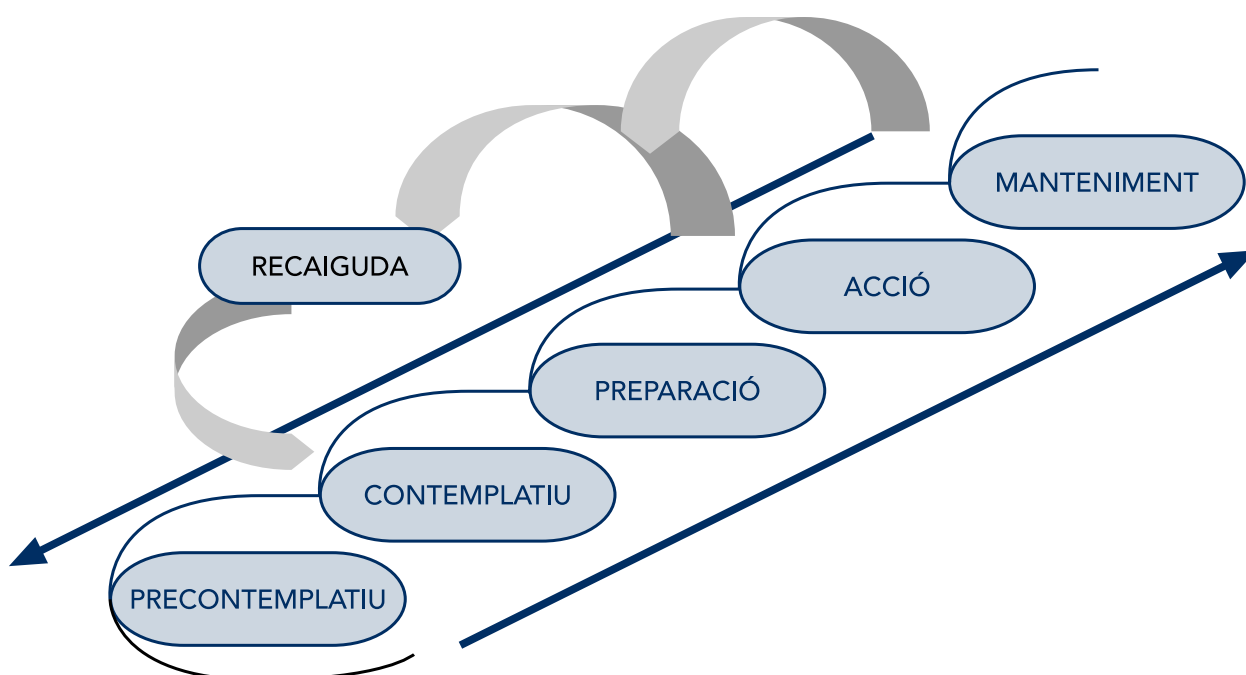 MANTENIMENT
RECAIGUDA
ACCIÓ
PREPARACIÓ
CONTEMPLATIU
PRECONTEMPLATIU